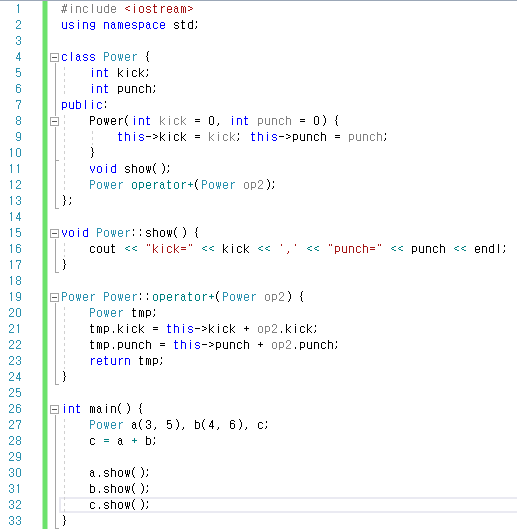 1 #include <iostream>
2 using namespace std;
3
4 class Power {
5 int kick;
6 int punch;
7 public:
8 Power(int kick = 0, int punch = 0) {
9 this->kick = kick; this->punch = punch;
10 }
11 void show();
12 Power operator+(Power op2);
13 };
14
15 void Power::show() {
16 cout << "kick=" << kick << ',' << "punch=" << punch << endl;
17 }
18
19 Power Power::operator+(Power op2) {
20 Power tmp;
21 tmp.kick = this->kick + op2.kick;
22 tmp.punch = this->punch + op2.punch;
23 return tmp;
24 }
25
26 int main() {
27 Power a(3, 5), b(4, 6), c;
28 c = a + b;
29
30 a.show();
31 b.show();
32 c.show();
33 }